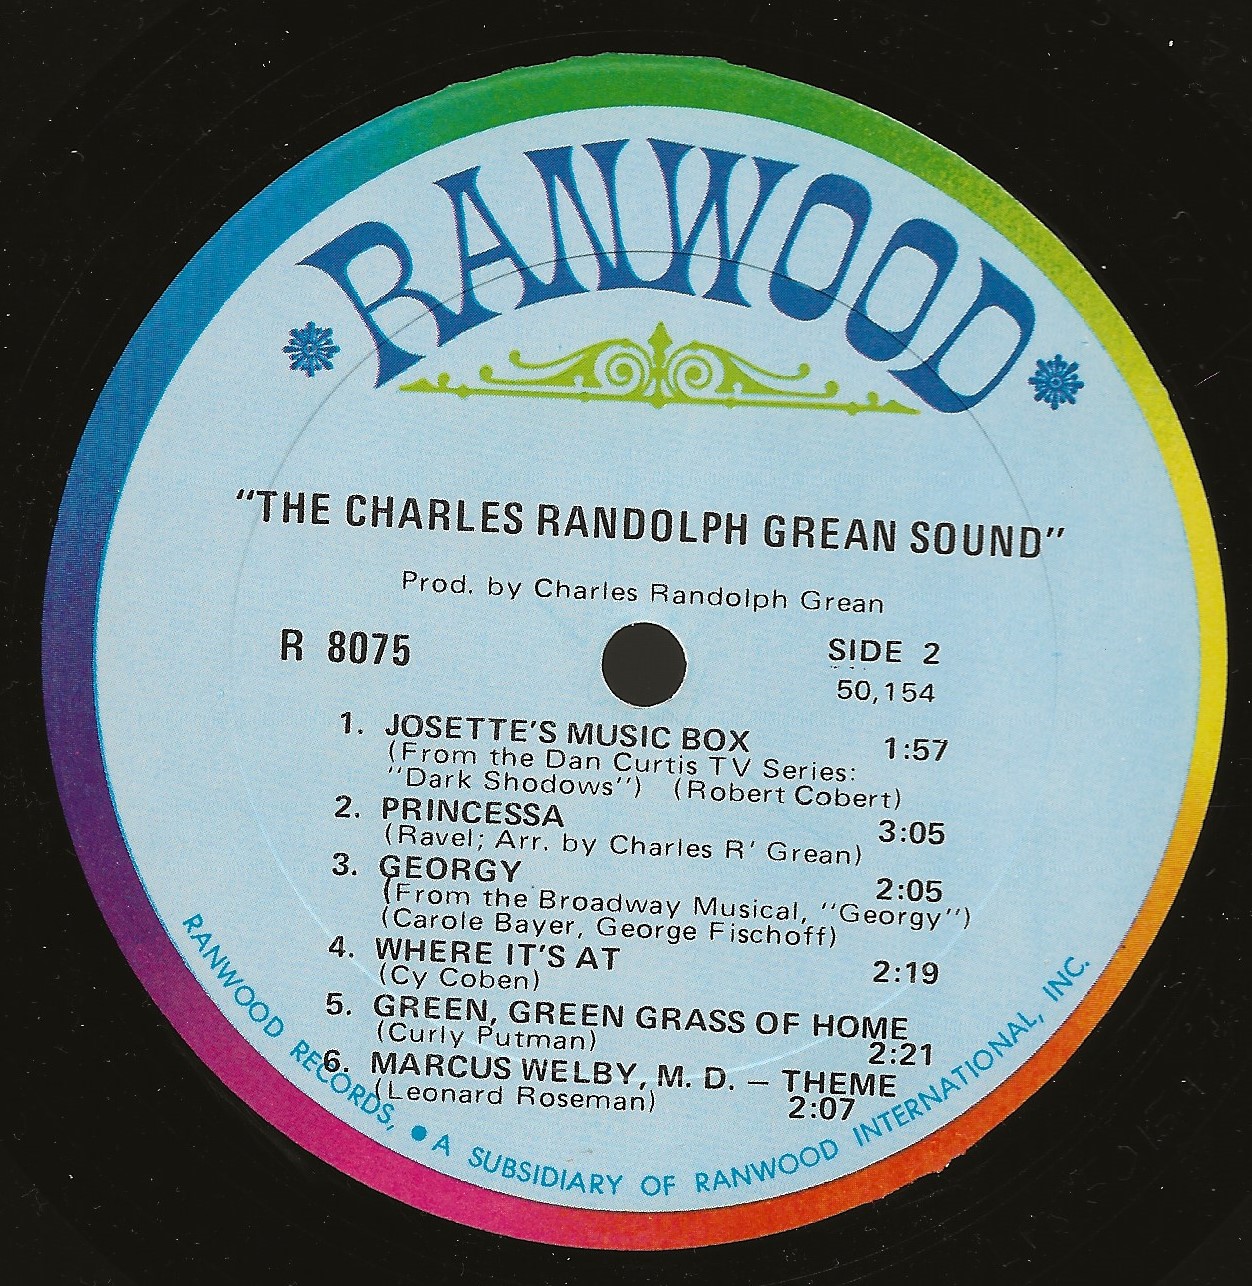 RANWOOD
"THE CHARLES RANDOLPH GREAN SOUND"
Prod. by Charles Randolph Grean
R 8075
SIDE 2
50,154
1. JOSETTE'S MUSIC BOX 1:57
(From the Dan Curtis TV Series:
"Dark Shodows") (Robert Cobert)
2. PRINCESSA 3:05
(Ravel; Arr. by Charles R' Grean)
3. GEORGY 2:05
(From the Broadway Musical, "Georgy")
(Carole Bayer, George Fischoff)
4. WHERE IT'S AT 2:19
(Cy Coben)
5. GREEN, GREEN GRASS OF HOME
(Curly Putman) 2:21
6. MARCUS WELBY, M. D. – THEME
(Leonard Roseman) 2:07
RANWOOD RECORDS, ● A SUBSIDIARY OF RANWOOD INTERNATIONAL, INC.